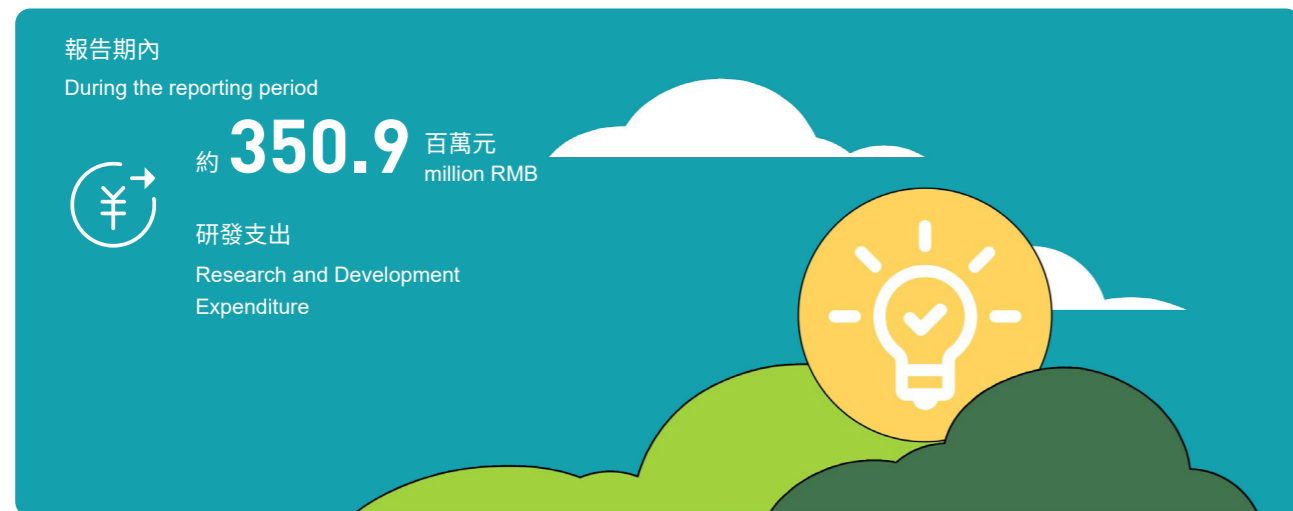 報告期內
During the reporting period
約 350.9 百萬元
million RMB
研發支出
Research and Development
Expenditure